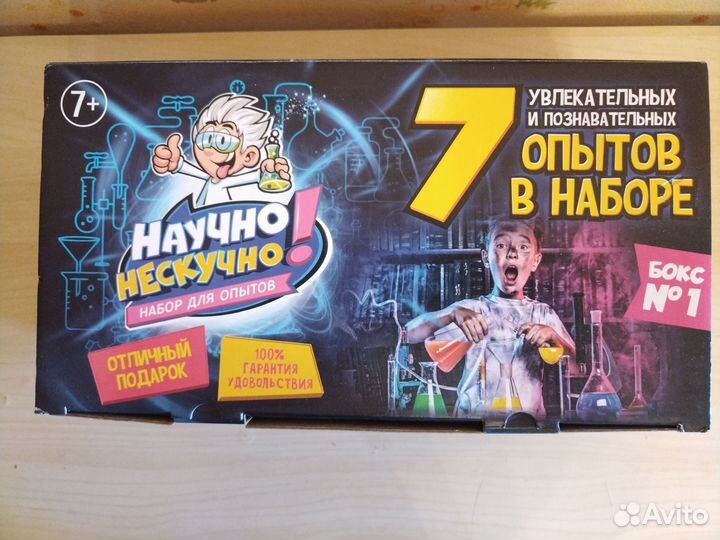 7+
НАУЧНО
НЕСКУЧНО!
НАБОР ДЛЯ ОПЫТОВ
ОТЛИЧНЫЙ
ПОДАРОК
100%
ГАРАНТИЯ
УДОВОЛЬСТВИЯ
7
УВЛЕКАТЕЛЬНЫХ
И ПОЗНАВАТЕЛЬНЫХ
ОПЫТОВ
В НАБОРЕ
БОКС
№1
Avito